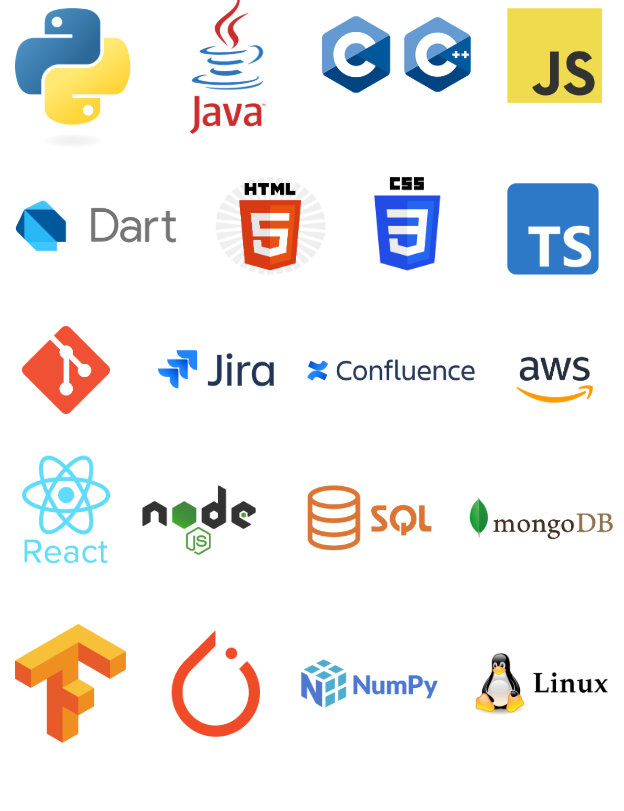 Java
C
C++
JS
Dart
HTML
5
CSS
3
TS
Jira
Confluence
aws
React
node
JS
SQL
mongoDB
NumPy
Linux